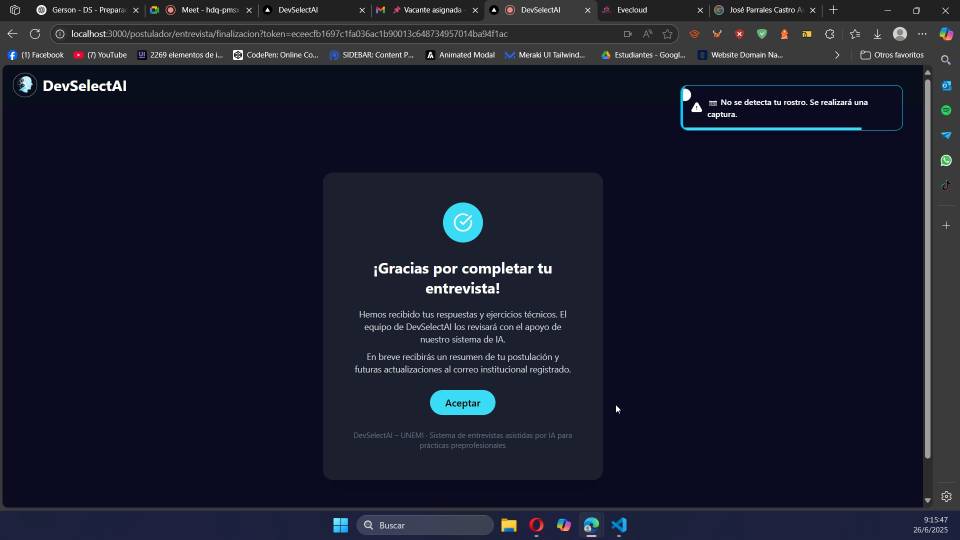 Gerson - DS - Prepara
Meet - hdq-pmsx
DevSelectAI
Vacante asignada -
DevSelectAI
Evecloud
José Parrales Castro A
localhost:3000/postulador/entrevista/finalizacion?token=eceecfb1697c1fa036ac1b90013c648734957014ba94f1ac
(1) Facebook
(7) YouTube
2269 elementos de i...
CodePen: Online Co...
SIDEBAR: Content P...
Animated Modal
Meraki UI Tailwind...
Estudiantes - Googl...
Website Domain Na...
Otros favoritos
DevSelectAI
No se detecta tu rostro. Se realizará una
captura.
¡Gracias por completar tu
entrevista!
Hemos recibido tus respuestas y ejercicios técnicos. El
equipo de DevSelectAI los revisará con el apoyo de
nuestro sistema de IA.
En breve recibirás un resumen de tu postulación y
futuras actualizaciones al correo institucional registrado.
Aceptar
DevSelectAI – UNEMI · Sistema de entrevistas asistidas por IA para
prácticas preprofesionales
Buscar
9:15:47
26/6/2025